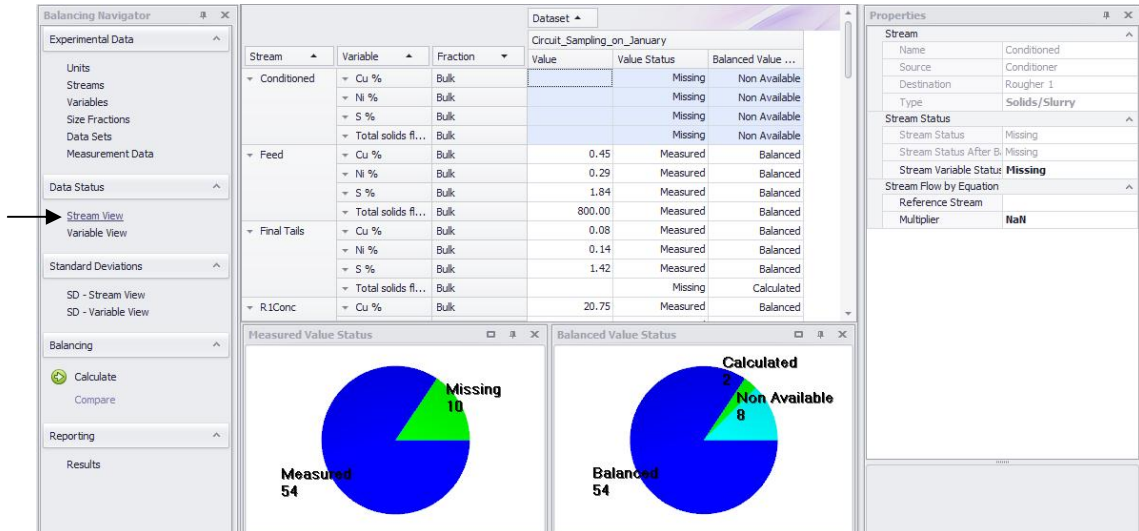 Balancing Navigator
Experimental Data
Units
Streams
Variables
Size Fractions
Data Sets
Measurement Data
Data Status
Stream View
Variable View
Standard Deviations
SD - Stream View
SD - Variable View
Balancing
Calculate
Compare
Reporting
Results
Dataset
Circuit_Sampling_on_January
Stream Variable Fraction Value Value Status Balanced Value ...
Conditioned Cu % Bulk Missing Non Available
Ni % Bulk Missing Non Available
S % Bulk Missing Non Available
Total solids fl... Bulk Missing Non Available
Feed Cu % Bulk 0.45 Measured Balanced
Ni % Bulk 0.29 Measured Balanced
S % Bulk 1.84 Measured Balanced
Total solids fl... Bulk 800.00 Measured Balanced
Final Tails Cu % Bulk 0.08 Measured Balanced
Ni % Bulk 0.14 Measured Balanced
S % Bulk 1.42 Measured Balanced
Total solids fl... Bulk Missing Calculated
R1Conc Cu % Bulk 20.75 Measured Balanced
Measured Value Status
Missing
10
Measured
54
Balanced Value Status
Calculated
2
Non Available
8
Balanced
54
Properties
Stream
Name Conditioned
Source Conditioner
Destination Rougher 1
Type Solids/Slurry
Stream Status
Stream Status Missing
Stream Status After B Missing
Stream Variable Status Missing
Stream Flow by Equation
Reference Stream
Multiplier NaN